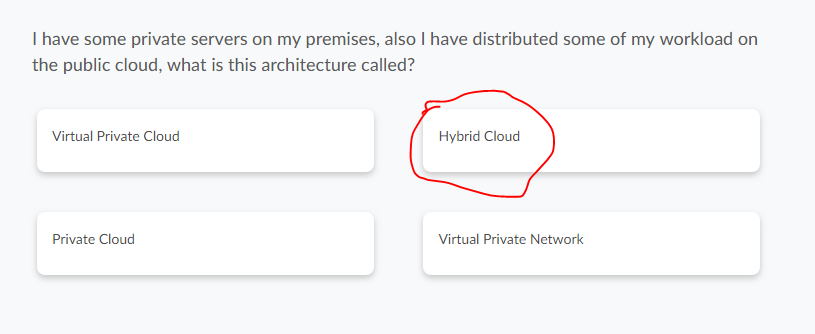 I have some private servers on my premises, also I have distributed some of my workload on
the public cloud, what is this architecture called?
Virtual Private Cloud
Hybrid Cloud
Private Cloud
Virtual Private Network